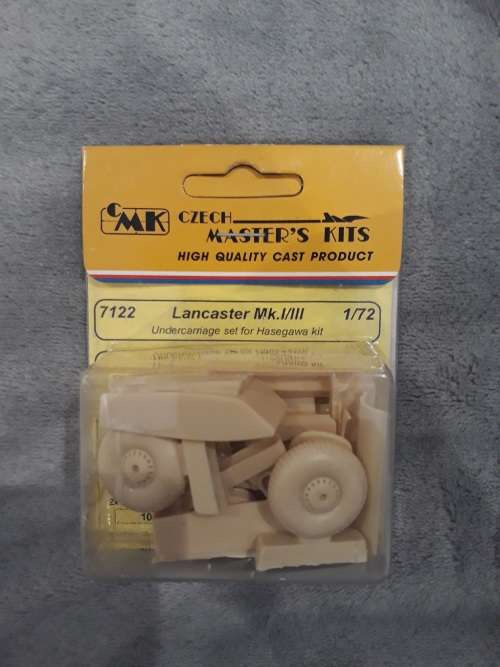 CMK
CZECH
MASTER'S KITS
HIGH QUALITY CAST PRODUCT
7122 Lancaster Mk.I/III 1/72
Undercarriage set for Hasegawa kit
10